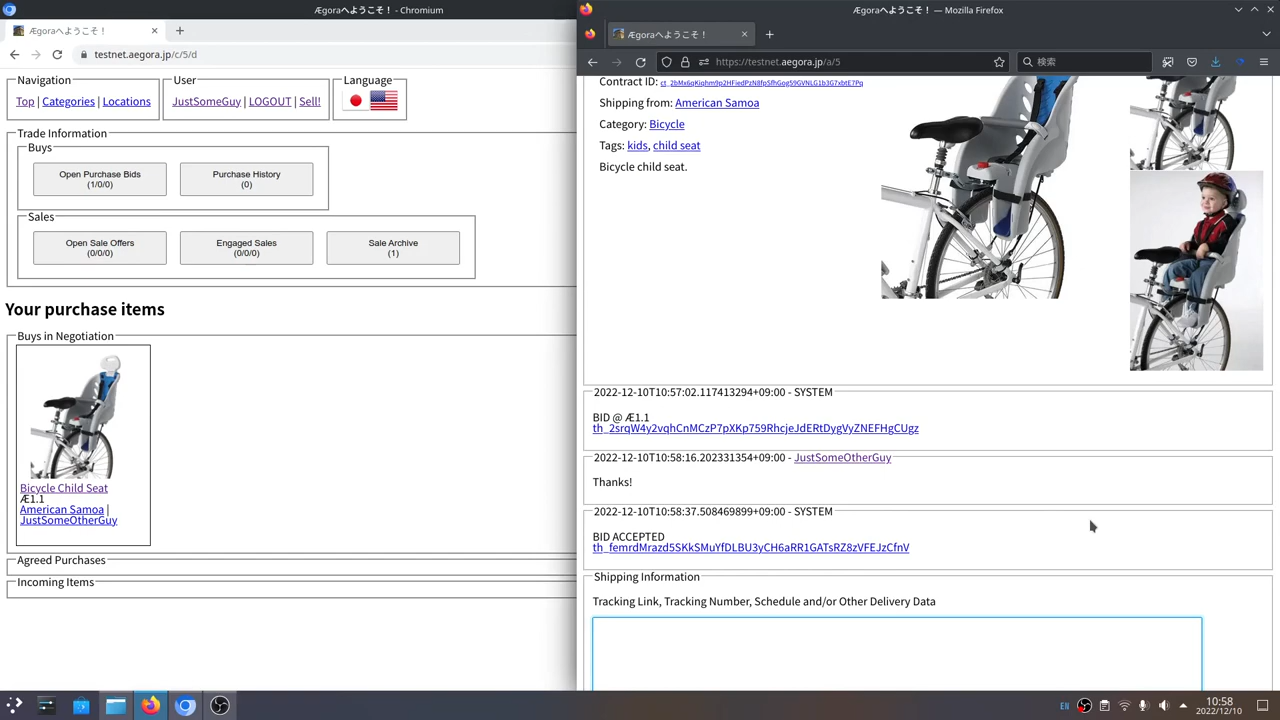 Ægoraへようこそ！ - Chromium
Ægoraへようこそ！
testnet.aegora.jp/c/5/d
Navigation
Top | Categories | Locations
User
JustSomeGuy | LOGOUT | Sell!
Language
Trade Information
Buys
Open Purchase Bids
(1/0/0)
Purchase History
(0)
Sales
Open Sale Offers
(0/0/0)
Engaged Sales
(0/0/0)
Sale Archive
(1)
Your purchase items
Buys in Negotiation
Bicycle Child Seat
Æ1.1
American Samoa |
JustSomeOtherGuy
Agreed Purchases
Incoming Items
Ægoraへようこそ！ — Mozilla Firefox
Ægoraへようこそ！
https://testnet.aegora.jp/a/5
検索
Contract ID: ct_2bMx6qKiqhm9p2HFiedPzN8fpSfhGog59GVNLG1b3G7xbtE7Pq
Shipping from: American Samoa
Category: Bicycle
Tags: kids, child seat
Bicycle child seat.
2022-12-10T10:57:02.117413294+09:00 - SYSTEM
BID @ Æ1.1
th_2srqW4y2vqhCnMCzP7pXKp759RhcjeJdERtDygVyZNEFHgCUgz
2022-12-10T10:58:16.202331354+09:00 - JustSomeOtherGuy
Thanks!
2022-12-10T10:58:37.508469899+09:00 - SYSTEM
BID ACCEPTED
th_femrdMrazd5SKkSMuYfDLBU3yCH6aRR1GATsRZ8zVFEJzCfnV
Shipping Information
Tracking Link, Tracking Number, Schedule and/or Other Delivery Data
EN
10:58
2022/12/10